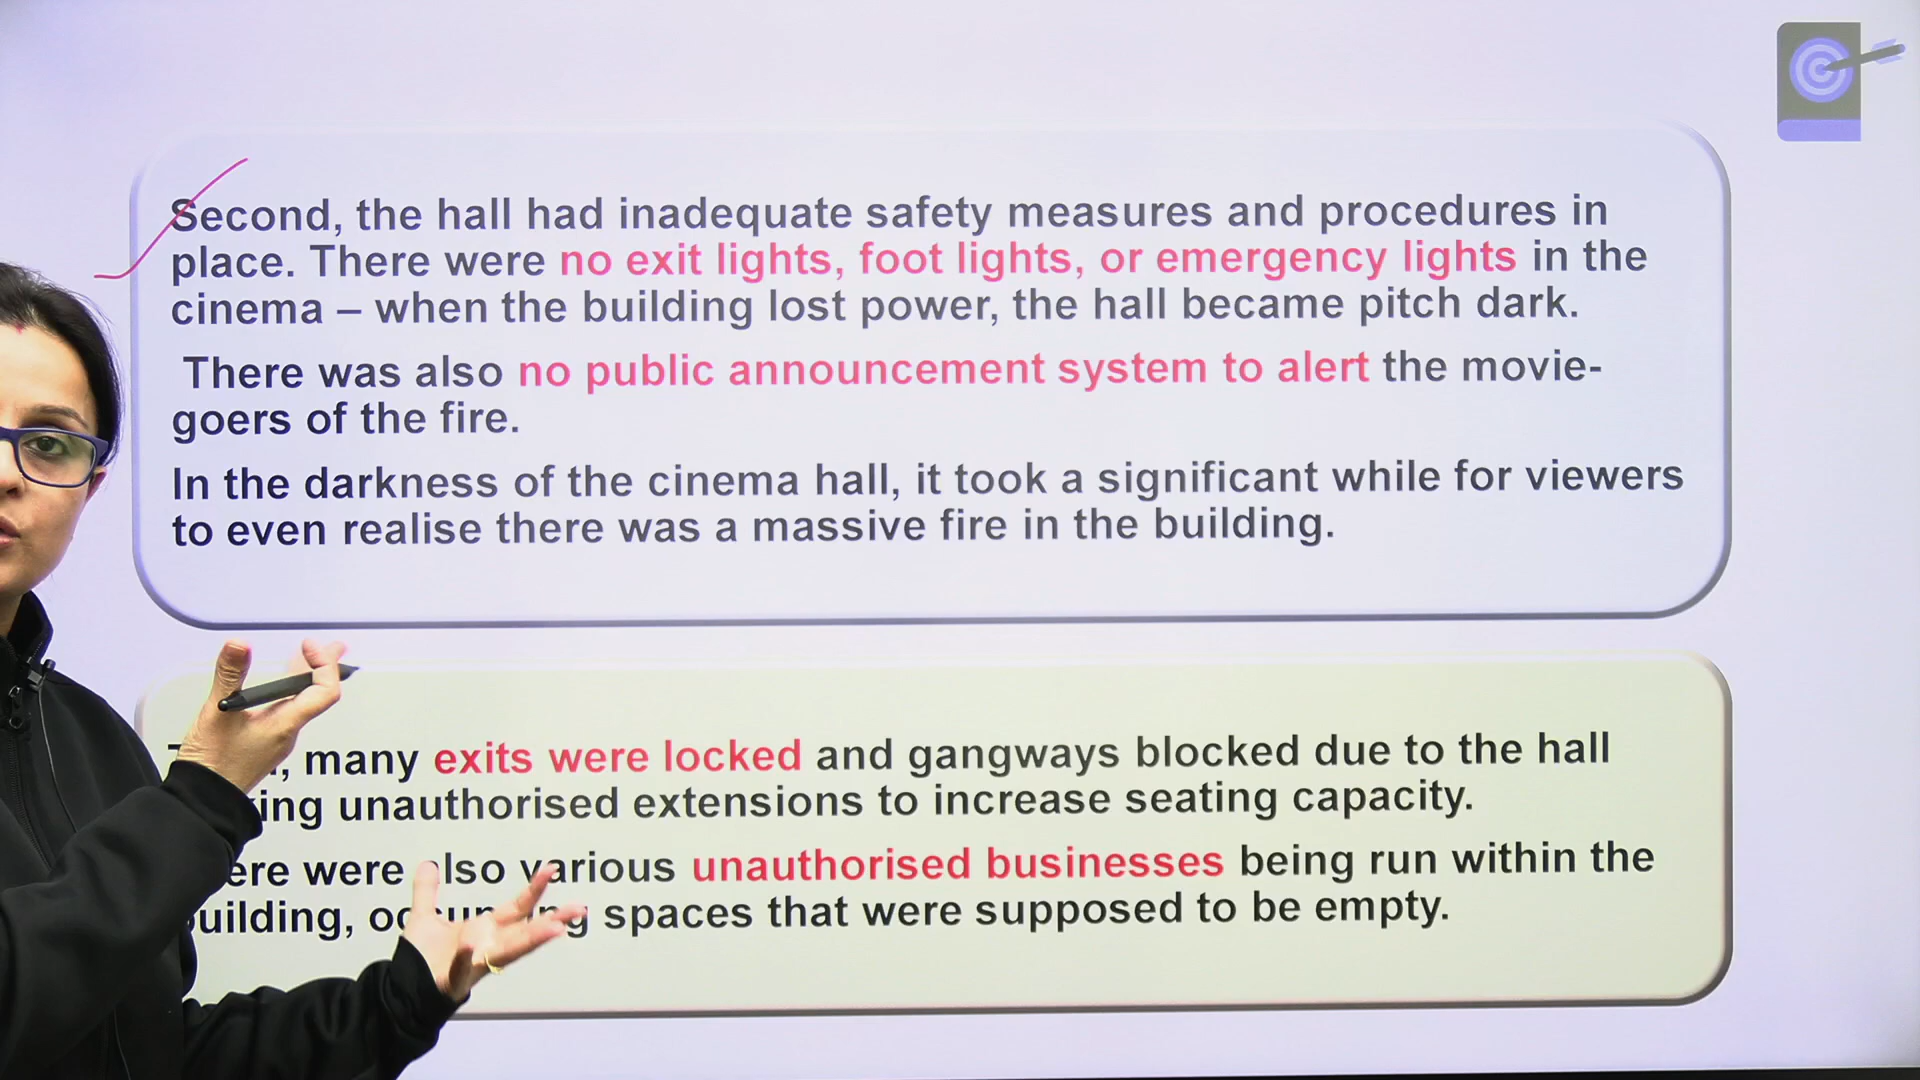 Second, the hall had inadequate safety measures and procedures in
place. There were no exit lights, foot lights, or emergency lights in the
cinema – when the building lost power, the hall became pitch dark.
There was also no public announcement system to alert the movie-
goers of the fire.
In the darkness of the cinema hall, it took a significant while for viewers
to even realise there was a massive fire in the building.
many exits were locked and gangways blocked due to the hall
unauthorised extensions to increase seating capacity.
were also various unauthorised businesses being run within the
spaces that were supposed to be empty.